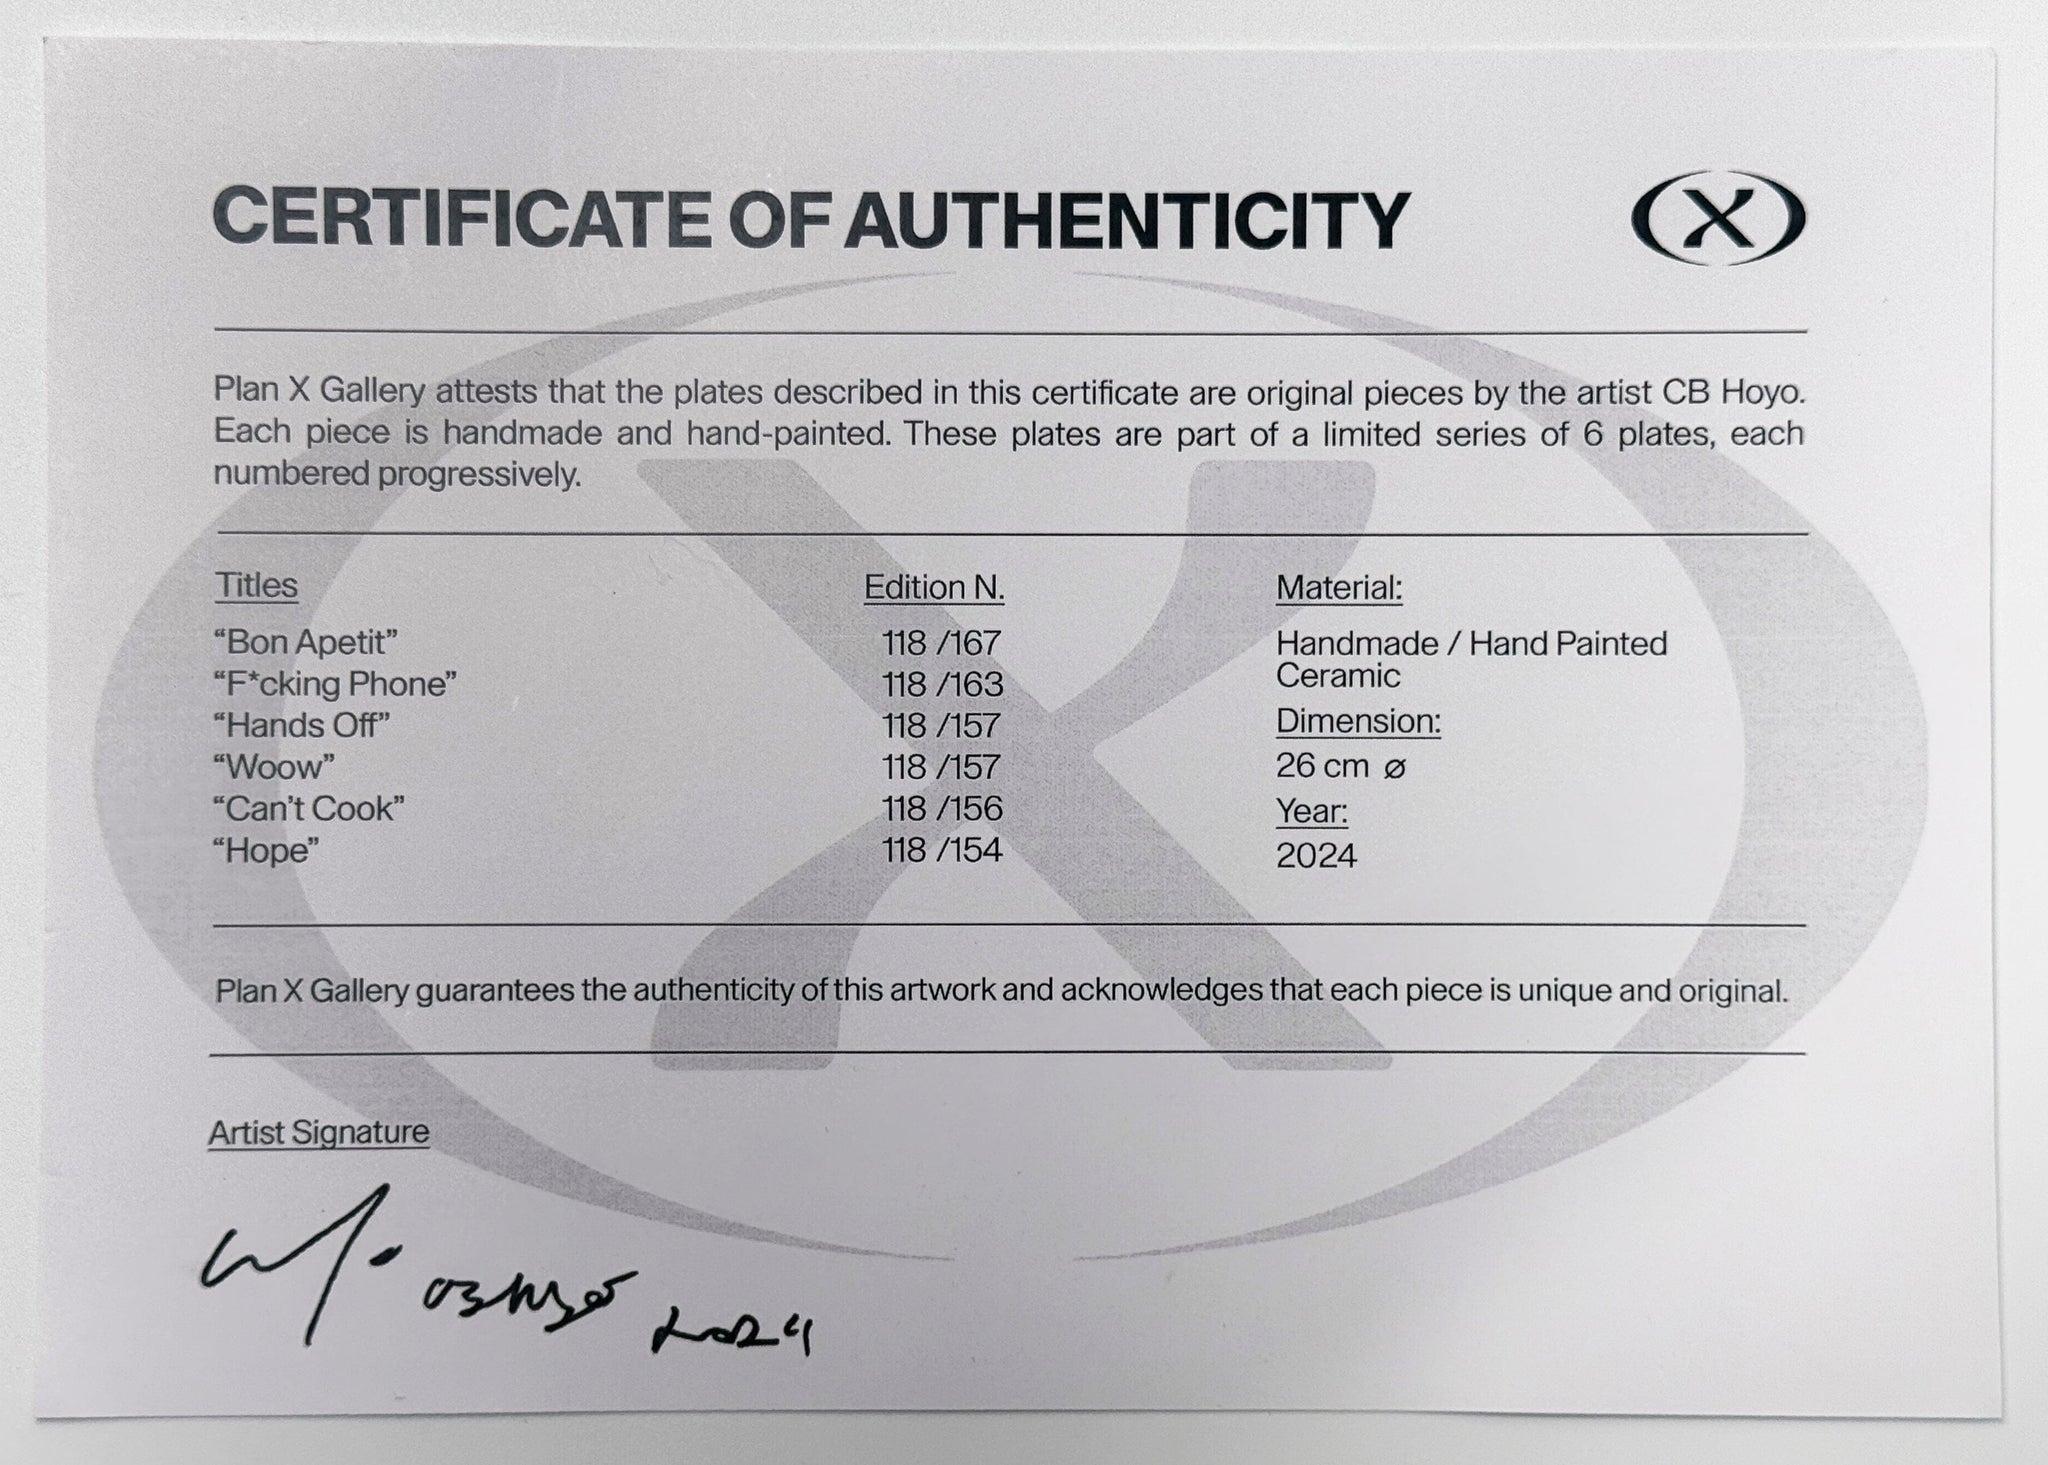 CERTIFICATE OF AUTHENTICITY
X
Plan X Gallery attests that the plates described in this certificate are original pieces by the artist CB Hoyo.
Each piece is handmade and hand-painted. These plates are part of a limited series of 6 plates, each
numbered progressively.
Titles
“Bon Apetit”
“F*cking Phone”
“Hands Off”
“Woow”
“Can't Cook”
“Hope”
Edition N.
118 /167
118 /163
118 /157
118 /157
118 /156
118 /154
Material:
Handmade / Hand Painted
Ceramic
Dimension:
26 cm ⌀
Year:
2024
Plan X Gallery guarantees the authenticity of this artwork and acknowledges that each piece is unique and original.
Artist Signature
2024